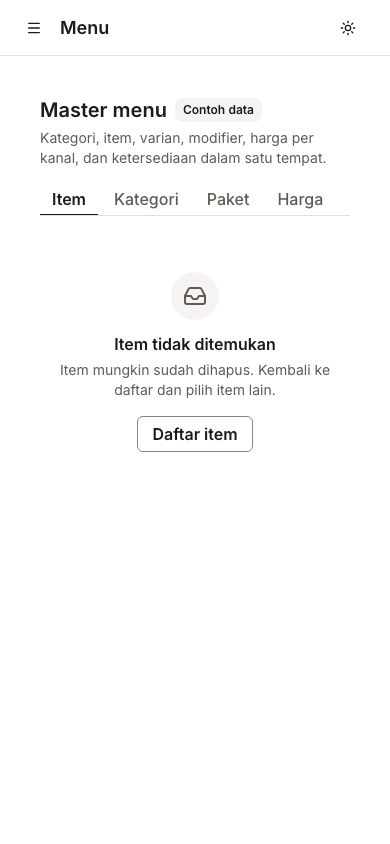 Menu
Master menu Contoh data
Kategori, item, varian, modifier, harga per
kanal, dan ketersediaan dalam satu tempat.
Item Kategori Paket Harga
Item tidak ditemukan
Item mungkin sudah dihapus. Kembali ke
daftar dan pilih item lain.
Daftar item